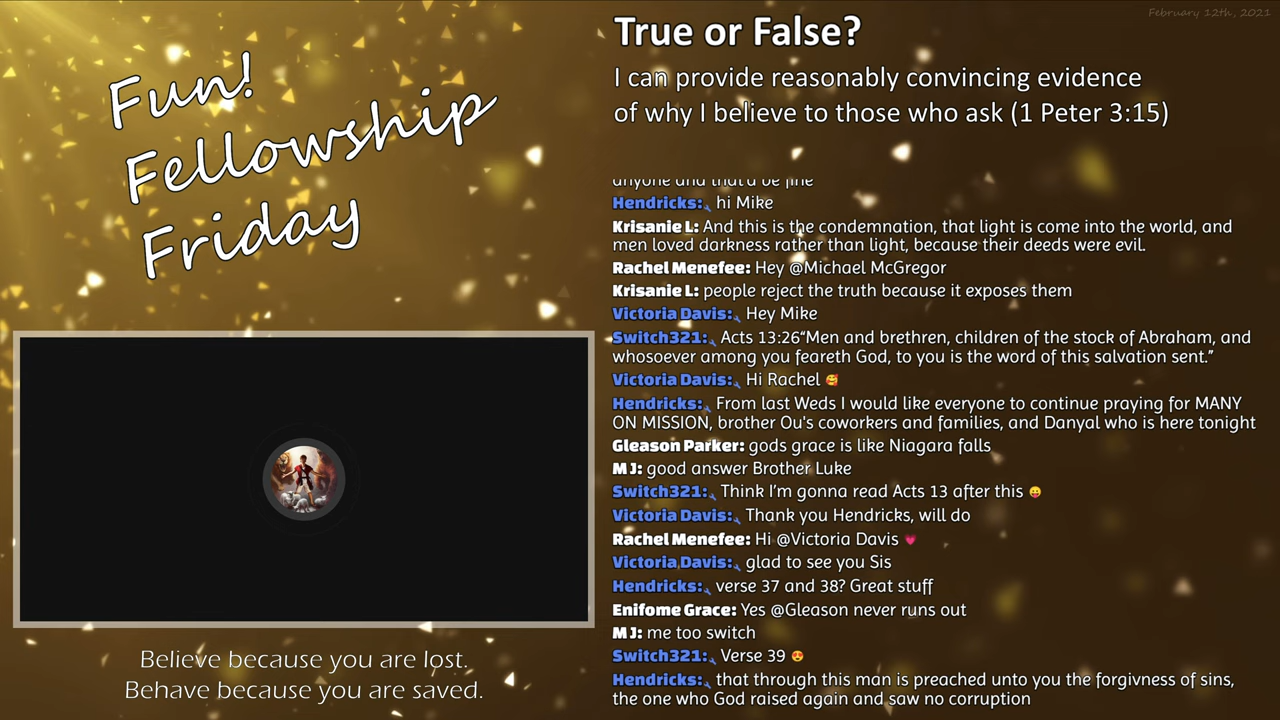 February 12th, 2021
Fun!
Fellowship
Friday
True or False?
I can provide reasonably convincing evidence
of why I believe to those who ask (1 Peter 3:15)
anyone and that'd be fine
Hendricks: hi Mike
Krisanie L: And this is the condemnation, that light is come into the world, and
men loved darkness rather than light, because their deeds were evil.
Rachel Menefee: Hey @Michael McGregor
Krisanie L: people reject the truth because it exposes them
Victoria Davis: Hey Mike
Switch321: Acts 13:26“Men and brethren, children of the stock of Abraham, and
whosoever among you feareth God, to you is the word of this salvation sent.”
Victoria Davis: Hi Rachel 🥰
Hendricks: From last Weds I would like everyone to continue praying for MANY
ON MISSION, brother Ou's coworkers and families, and Danyal who is here tonight
Gleason Parker: gods grace is like Niagara falls
M J: good answer Brother Luke
Switch321: Think I'm gonna read Acts 13 after this 😛
Victoria Davis: Thank you Hendricks, will do
Rachel Menefee: Hi @Victoria Davis 💗
Victoria Davis: glad to see you Sis
Hendricks: verse 37 and 38? Great stuff
Enifome Grace: Yes @Gleason never runs out
M J: me too switch
Switch321: Verse 39 😍
Hendricks: that through this man is preached unto you the forgivness of sins,
the one who God raised again and saw no corruption
Believe because you are lost.
Behave because you are saved.